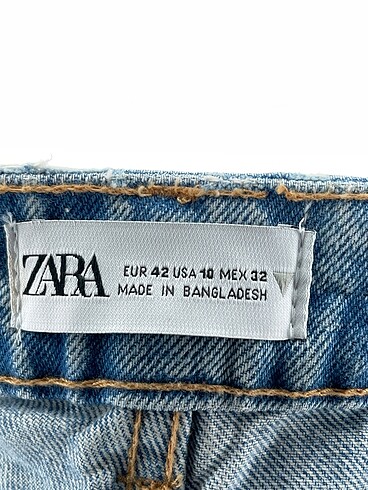 ZARA
EUR 42 USA 10 MEX 32
MADE IN BANGLADESH